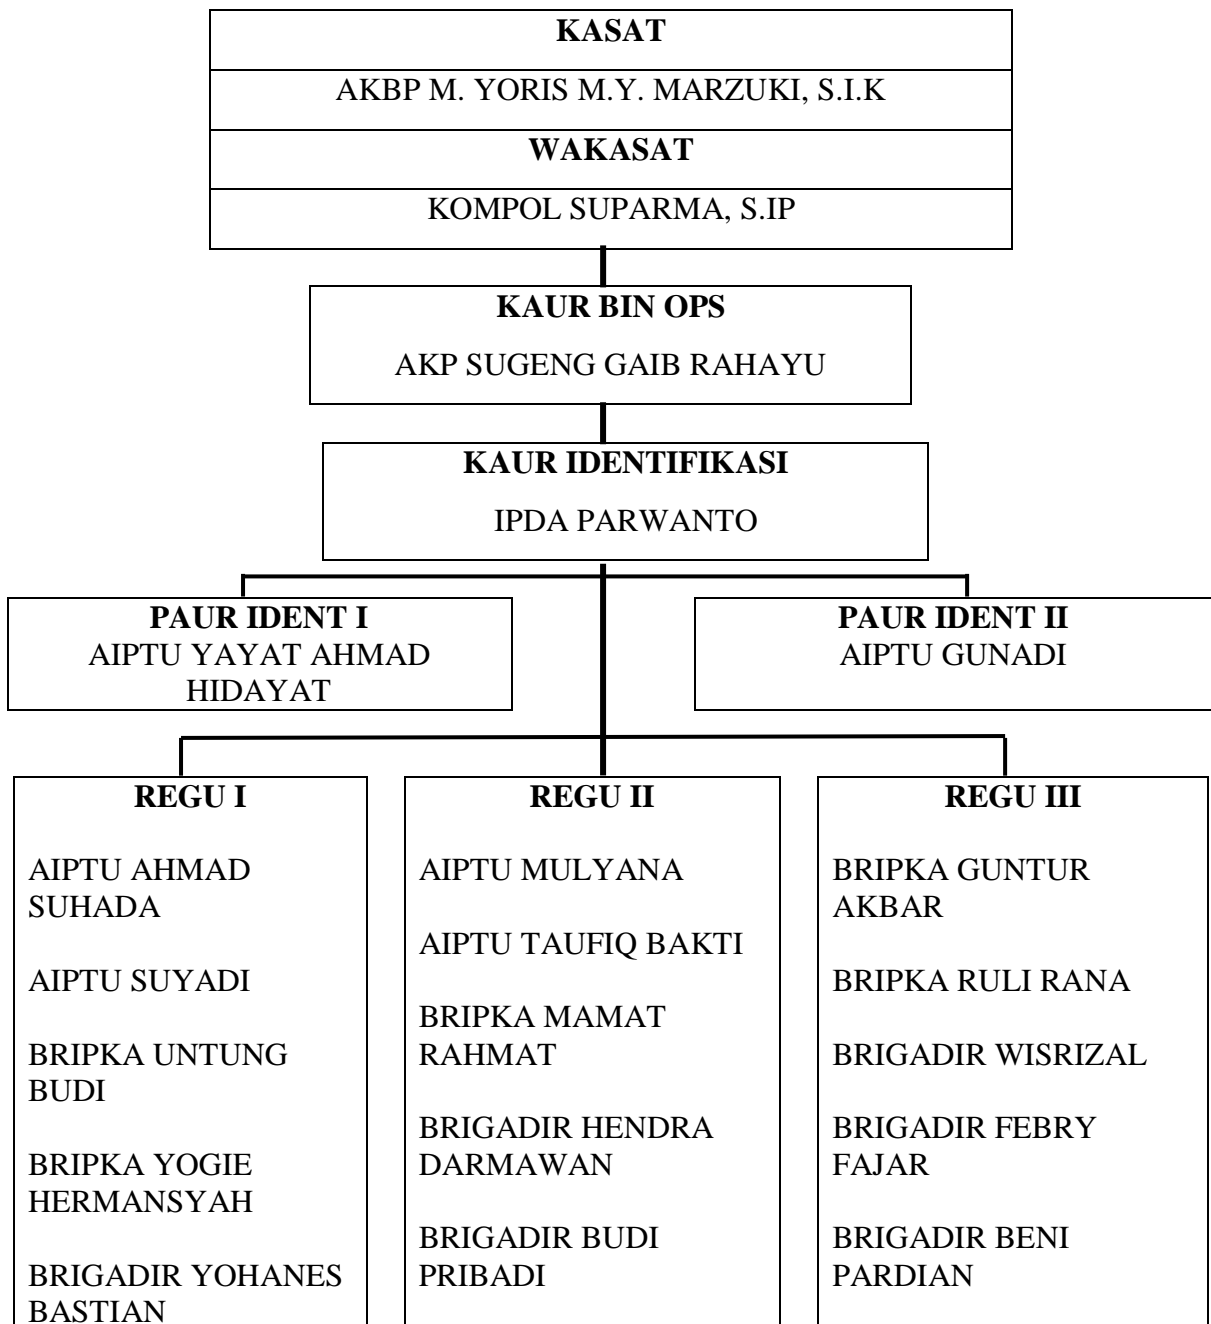 KASAT
AKBP M. YORIS M.Y. MARZUKI, S.I.K
WAKASAT
KOMPOL SUPARMA, S.IP
KAUR BIN OPS
AKP SUGENG GAIB RAHAYU
KAUR IDENTIFIKASI
IPDA PARWANTO
PAUR IDENT I
AIPTU YAYAT AHMAD
HIDAYAT
PAUR IDENT II
AIPTU GUNADI
REGU I
AIPTU AHMAD
SUHADA
AIPTU SUYADI
BRIPKA UNTUNG
BUDI
BRIPKA YOGIE
HERMANSYAH
BRIGADIR YOHANES
BASTIAN
REGU II
AIPTU MULYANA
AIPTU TAUFIQ BAKTI
BRIPKA MAMAT
RAHMAT
BRIGADIR HENDRA
DARMAWAN
BRIGADIR BUDI
PRIBADI
REGU III
BRIPKA GUNTUR
AKBAR
BRIPKA RULI RANA
BRIGADIR WISRIZAL
BRIGADIR FEBRY
FAJAR
BRIGADIR BENI
PARDIAN